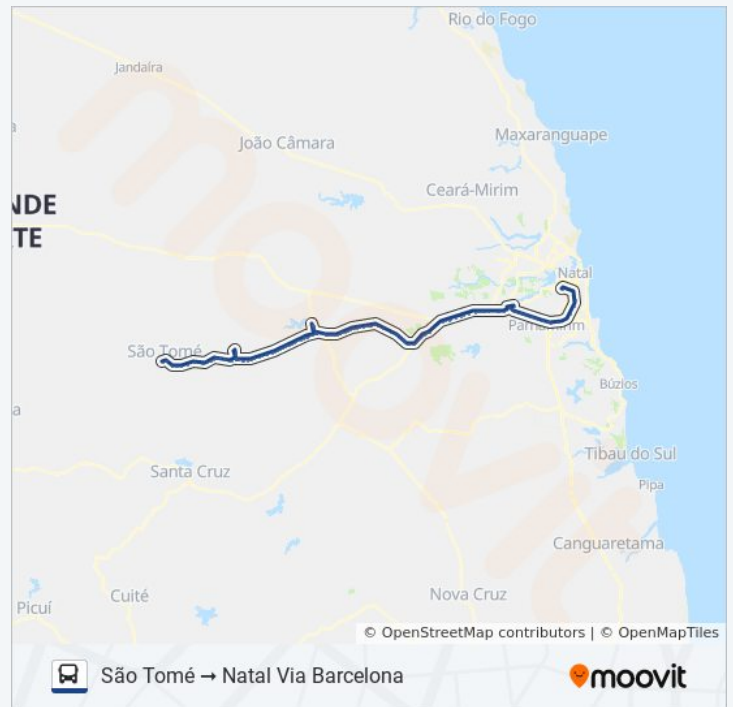 Rio do Fogo
Jandaíra
João Câmara
Maxaranguape
Ceará-Mirim
NDE
TE
Natal
Parnamirim
São Tomé
Búzios
a
Tibau do Sul
Santa Cruz
Pipa
Canguaretama
Cuité
Nova Cruz
Picuí
© OpenStreetMap contributors | © OpenMapTiles
São Tomé → Natal Via Barcelona
moovit